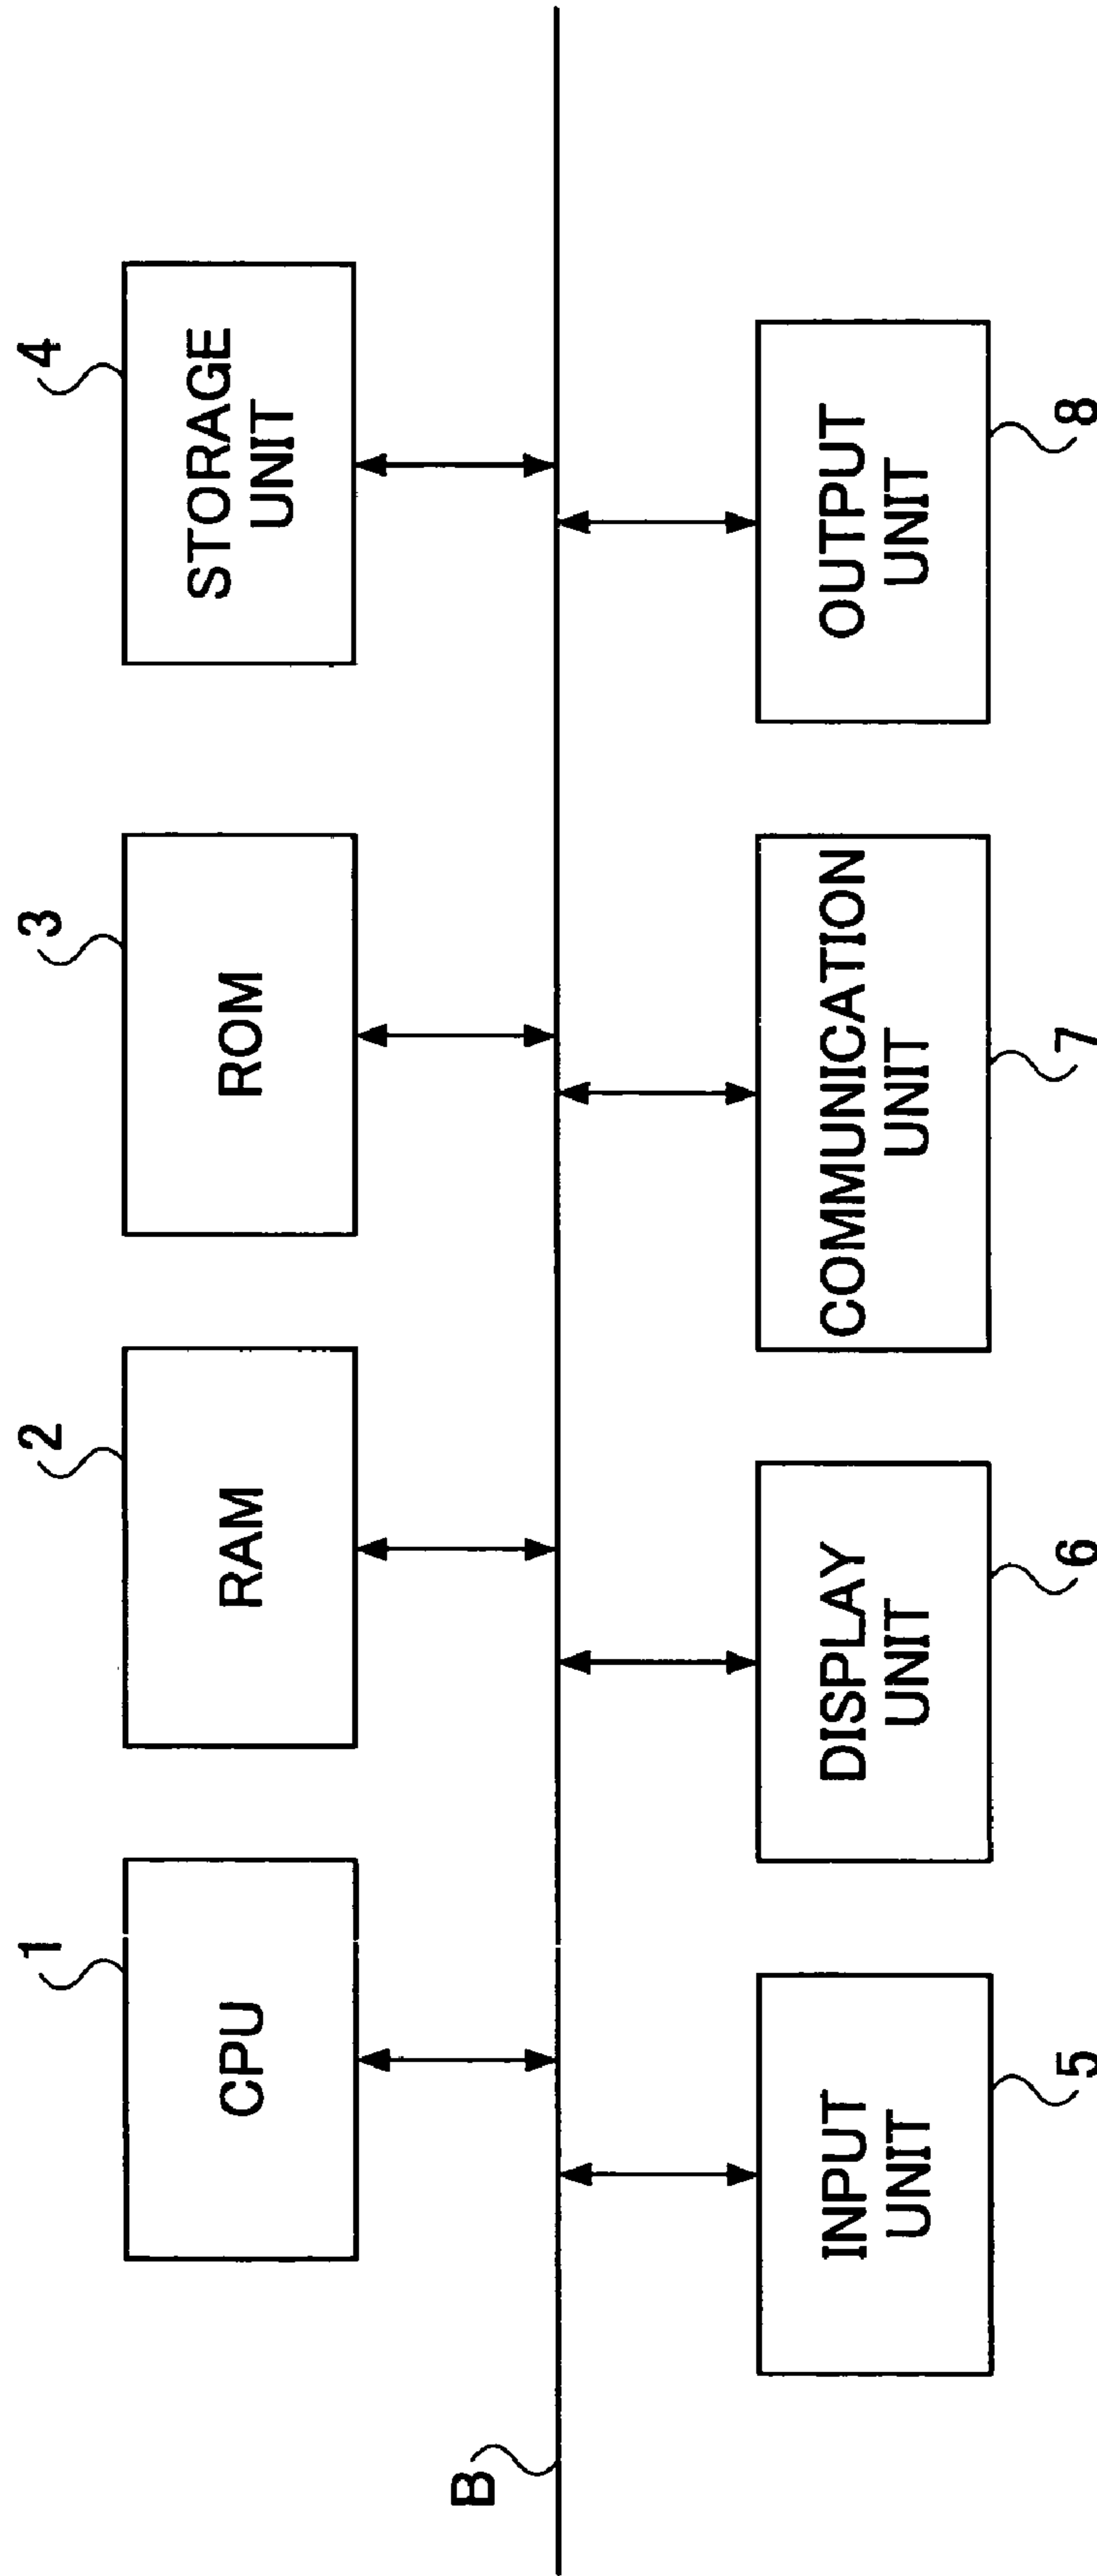 1
2
3
4
CPU
RAM
ROM
STORAGE
UNIT
B
INPUT
UNIT
DISPLAY
UNIT
COMMUNICATION
UNIT
OUTPUT
UNIT
5
6
7
8